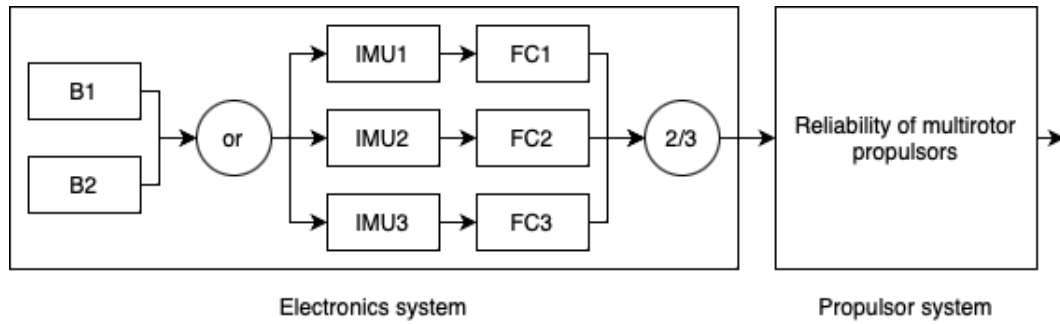 B1
B2
or
IMU1
FC1
IMU2
FC2
IMU3
FC3
2/3
Reliability of multirotor
propulsors
Electronics system
Propulsor system